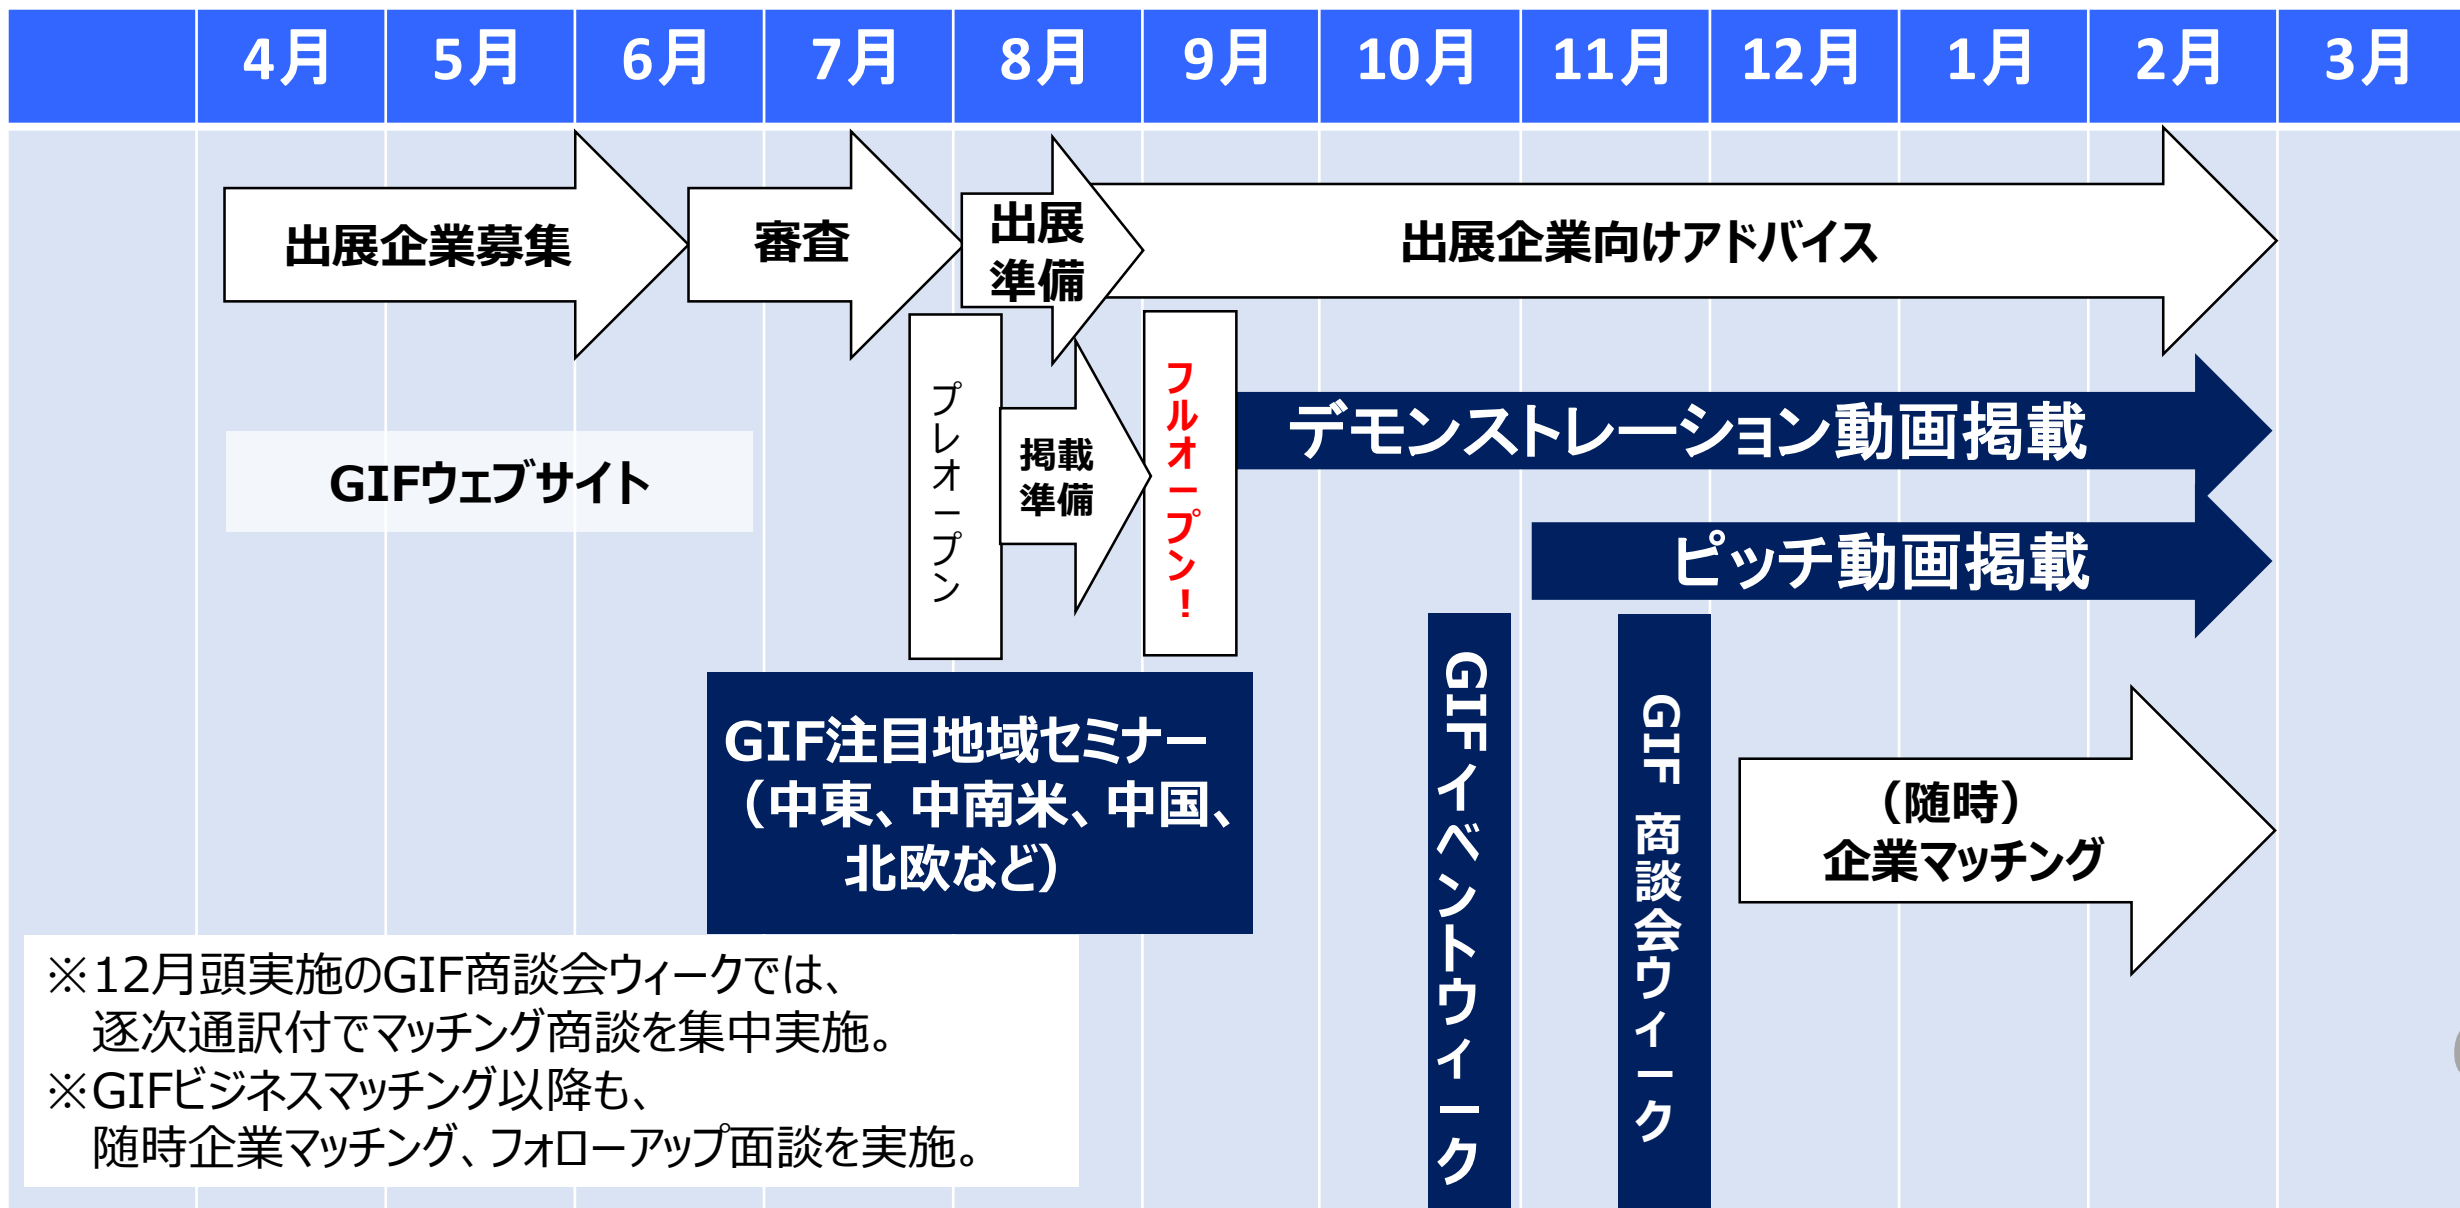 4月 5月 6月 7月 8月 9月 10月 11月 12月 1月 2月 3月
出展企業募集
審査
出展
準備
出展企業向けアドバイス
GIFウェブサイト
プレオープン
掲載
準備
フルオープン！
デモンストレーション動画掲載
ピッチ動画掲載
GIF注目地域セミナー
（中東、中南米、中国、
北欧など）
GIFイベントウィーク
GIF 商談会ウィーク
（随時）
企業マッチング
※12月頭実施のGIF商談会ウィークでは、
逐次通訳付でマッチング商談を集中実施。
※GIFビジネスマッチング以降も、
随時企業マッチング、フォローアップ面談を実施。